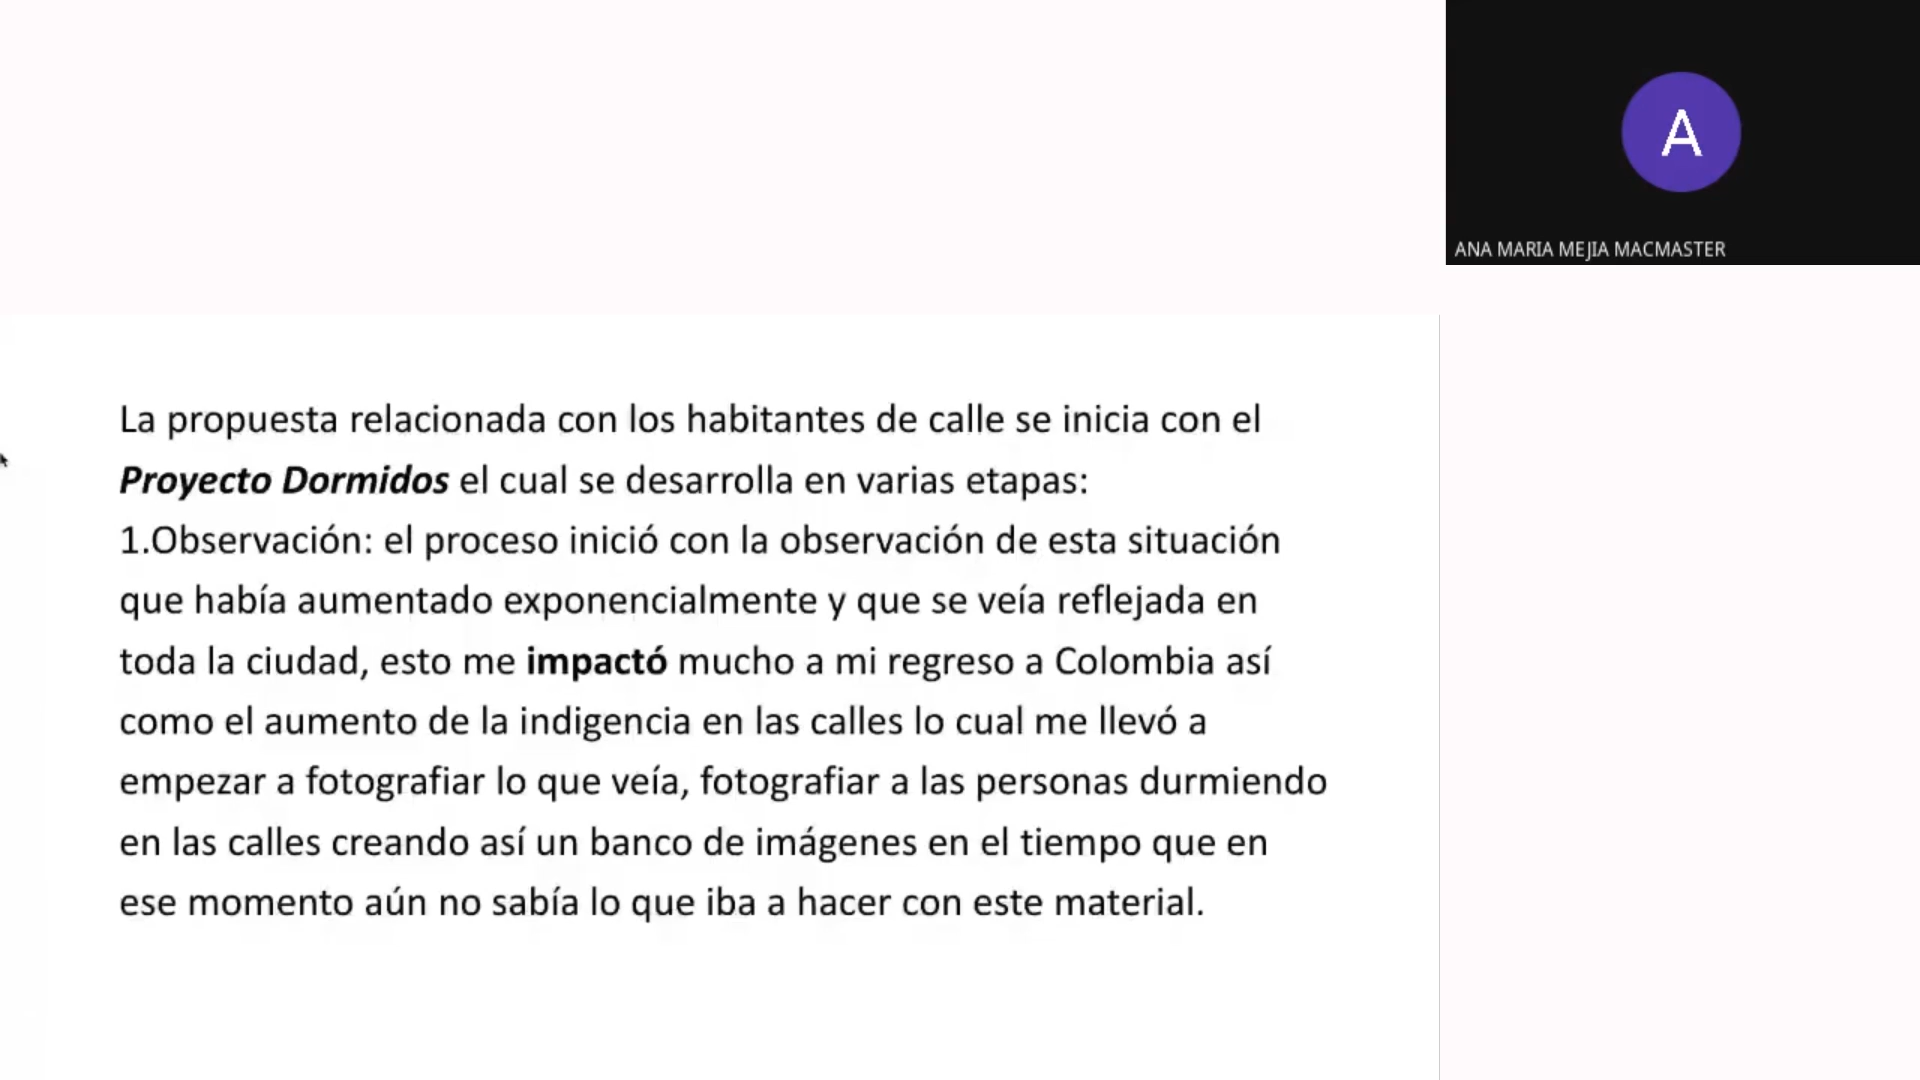 A
ANA MARIA MEJIA MACMASTER
La propuesta relacionada con los habitantes de calle se inicia con el
Proyecto Dormidos el cual se desarrolla en varias etapas:
1.Observación: el proceso inició con la observación de esta situación
que había aumentado exponencialmente y que se veía reflejada en
toda la ciudad, esto me impactó mucho a mi regreso a Colombia así
como el aumento de la indigencia en las calles lo cual me llevó a
empezar a fotografiar lo que veía, fotografiar a las personas durmiendo
en las calles creando así un banco de imágenes en el tiempo que en
ese momento aún no sabía lo que iba a hacer con este material.